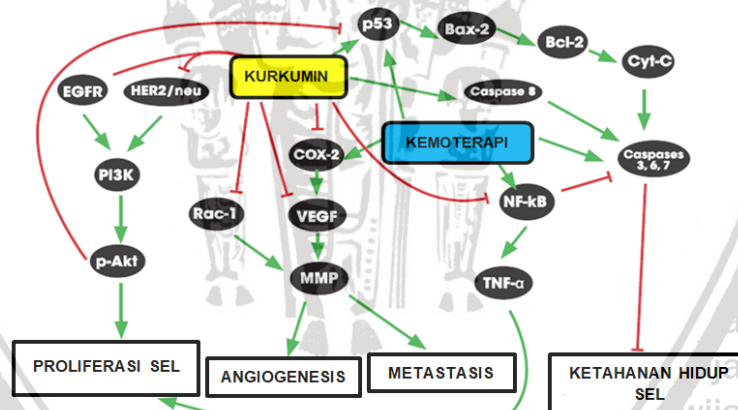 p53
Bax-2
Bcl-2
Cyt-C
KURKUMIN
EGFR
HER2/neu
Caspase 8
KEMOTERAPI
COX-2
Caspases
3, 6, 7
PI3K
Rac-1
VEGF
NF-kB
p-Akt
MMP
TNF-α
PROLIFERASI SEL
ANGIOGENESIS
METASTASIS
KETAHANAN HIDUP
SEL